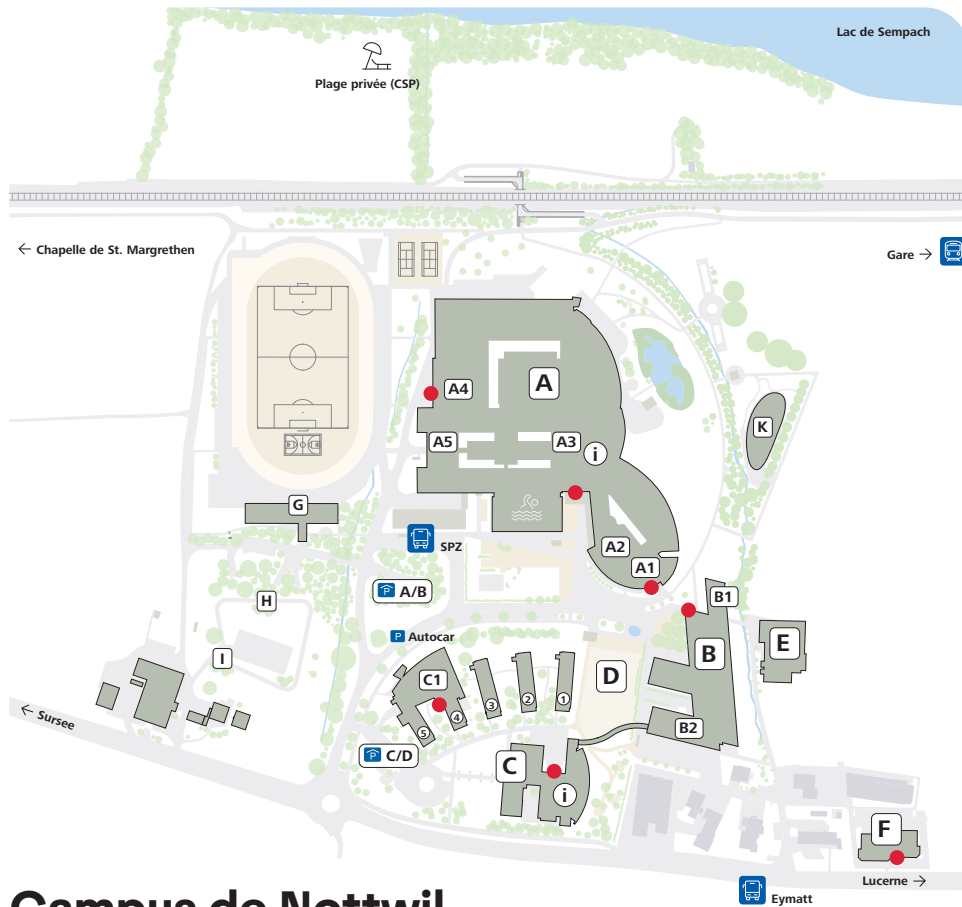 Lac de Sempach
Plage privée (CSP)
← Chapelle de St. Margrethen
Gare →
A
A4
K
A5
A3
i
G
SPZ
A2
A1
P A/B
B1
H
P Autocar
B
E
I
C1
D
1
2
3
4
5
B2
← Sursee
P C/D
C
i
F
Lucerne →
Eymatt
Campus de Nottwil